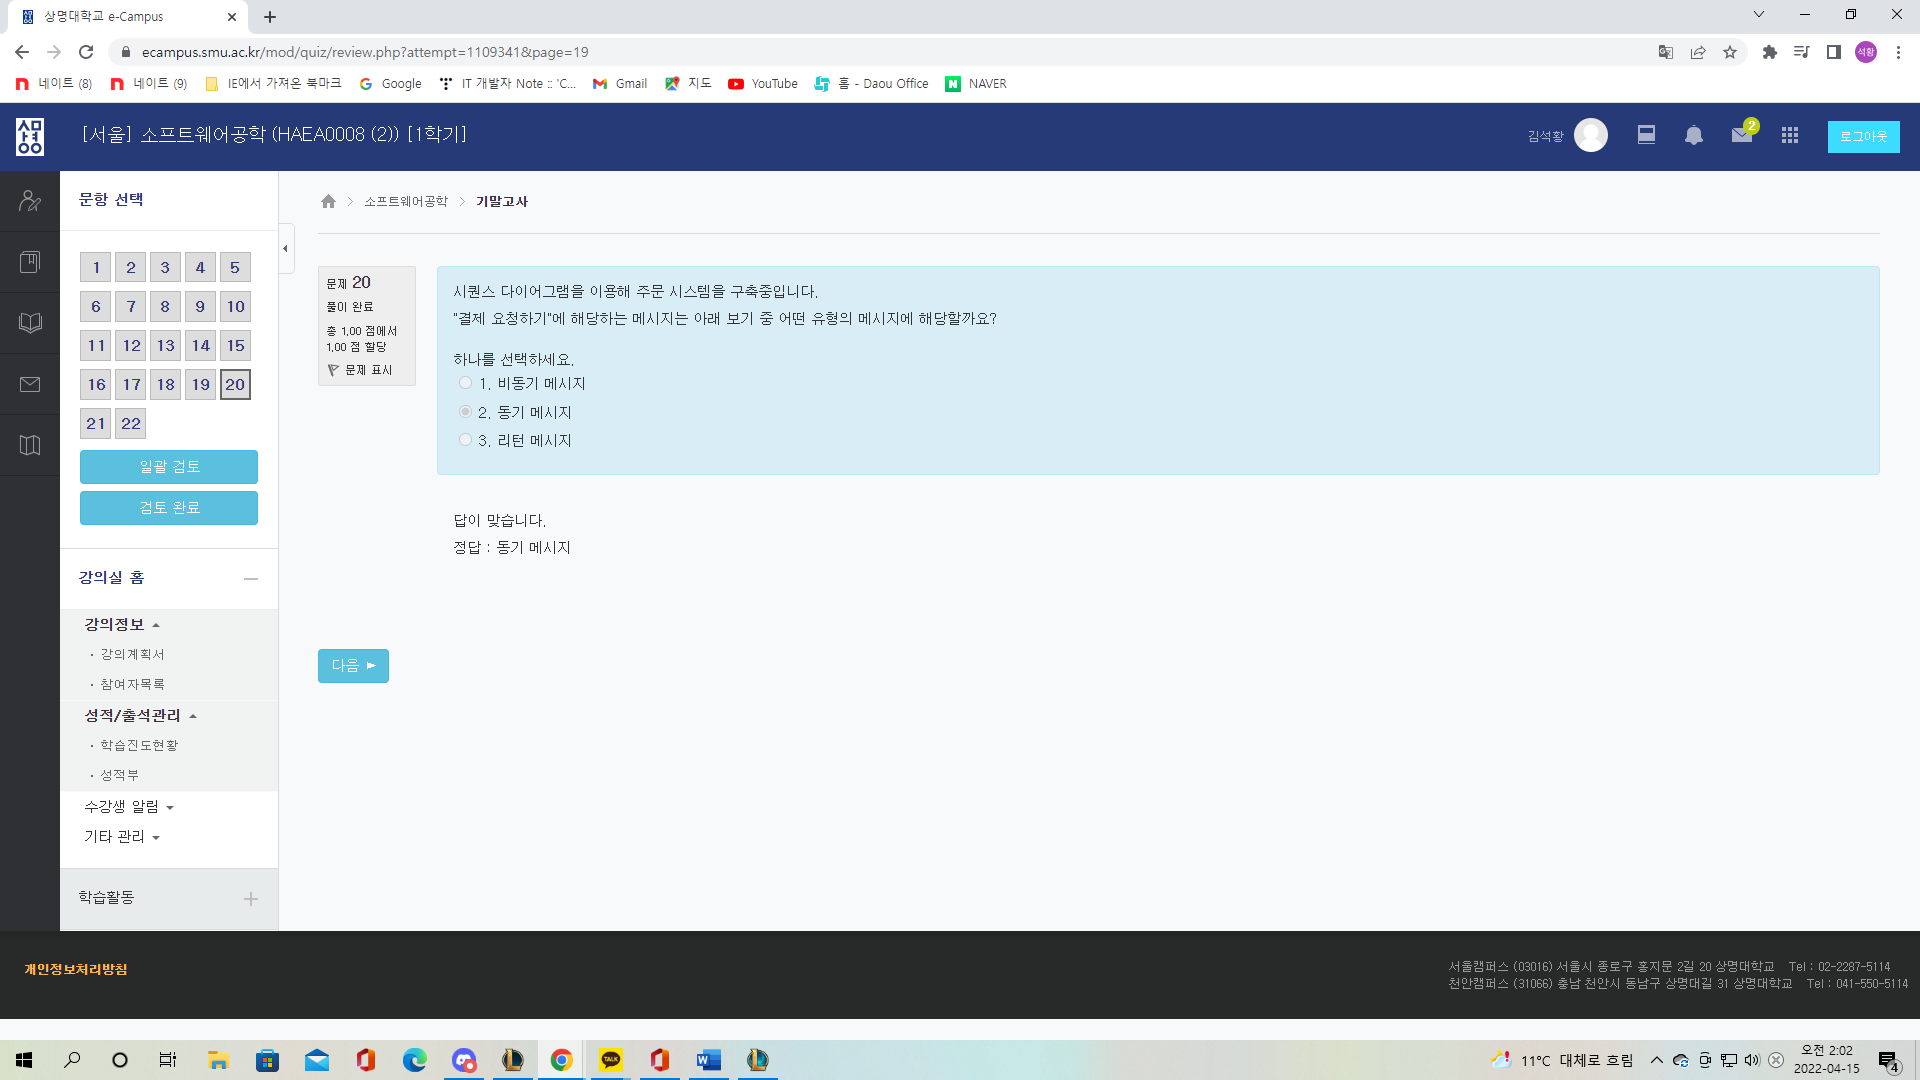 상명대학교 e-Campus
ecampus.smu.ac.kr/mod/quiz/review.php?attempt=1109341&page=19
석황
네이트 (8)
네이트 (9)
IE에서 가져온 북마크
Google
IT 개발자 Note :: 'C...
Gmail
지도
YouTube
홈 - Daou Office
NAVER
[서울] 소프트웨어공학 (HAEA0008 (2)) [1학기]
김석황
2
로그아웃
문항 선택
1 2 3 4 5
6 7 8 9 10
11 12 13 14 15
16 17 18 19 20
21 22
일괄 검토
검토 완료
강의실 홈
강의정보
· 강의계획서
· 참여자목록
성적/출석관리
· 학습진도현황
· 성적부
수강생 알림
기타 관리
학습활동
소프트웨어공학 > 기말고사
문제 20
풀이 완료
총 1.00 점에서
1.00 점 할당
문제 표시
시퀀스 다이어그램을 이용해 주문 시스템을 구축중입니다.
"결제 요청하기"에 해당하는 메시지는 아래 보기 중 어떤 유형의 메시지에 해당할까요?
하나를 선택하세요.
1. 비동기 메시지
2. 동기 메시지
3. 리턴 메시지
답이 맞습니다.
정답 : 동기 메시지
다음 ►
개인정보처리방침
서울캠퍼스 (03016) 서울시 종로구 홍지문 2길 20 상명대학교 Tel : 02-2287-5114
천안캠퍼스 (31066) 충남 천안시 동남구 상명대길 31 상명대학교 Tel : 041-550-5114
TALK
11°C 대체로 흐림
오전 2:02
2022-04-15
4